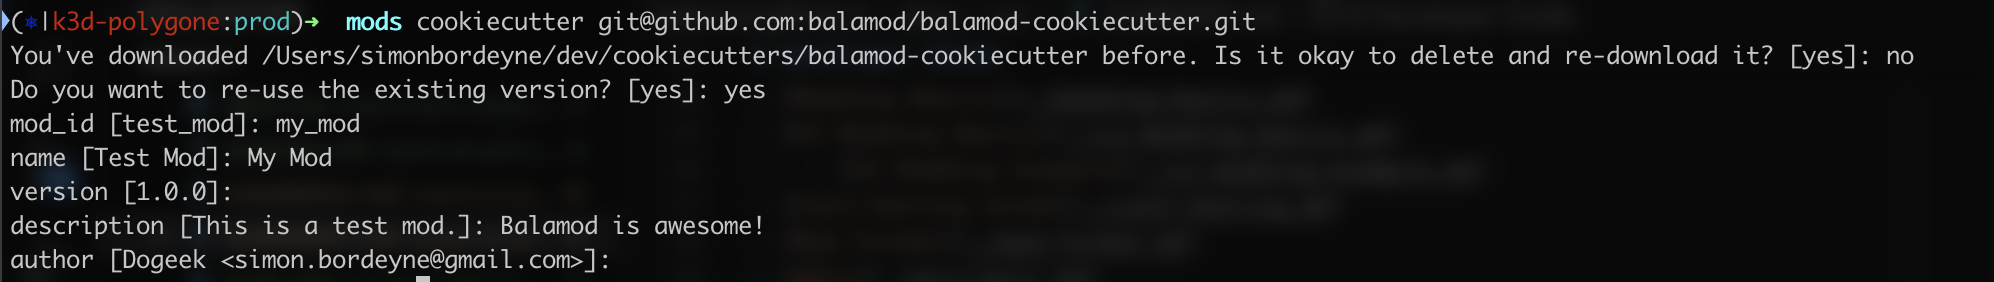 (⎈|k3d-polygone:prod)➜  mods cookiecutter git@github.com:balamod/balamod-cookiecutter.git
You've downloaded /Users/simonbordeyne/dev/cookiecutters/balamod-cookiecutter before. Is it okay to delete and re-download it? [yes]: no
Do you want to re-use the existing version? [yes]: yes
mod_id [test_mod]: my_mod
name [Test Mod]: My Mod
version [1.0.0]:
description [This is a test mod.]: Balamod is awesome!
author [Dogeek <simon.bordeyne@gmail.com>]: